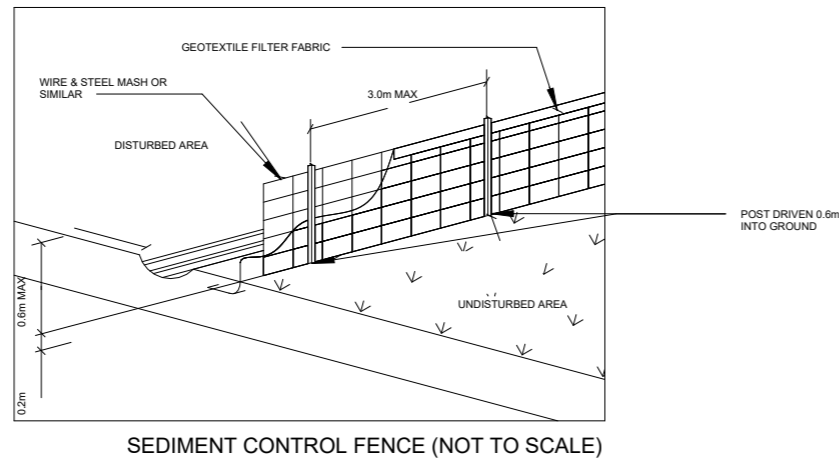 GEOTEXTILE FILTER FABRIC
WIRE & STEEL MASH OR
SIMILAR
3.0m MAX
DISTURBED AREA
POST DRIVEN 0.6m
INTO GROUND
UNDISTURBED AREA
0.6m MAX
0.2m
SEDIMENT CONTROL FENCE (NOT TO SCALE)